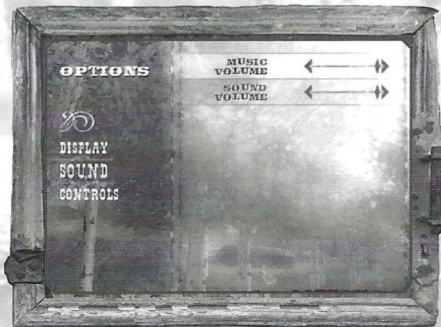 OPTIONS
MUSIC
VOLUME
SOUND
VOLUME
DISPLAY
SOUND
CONTROLS